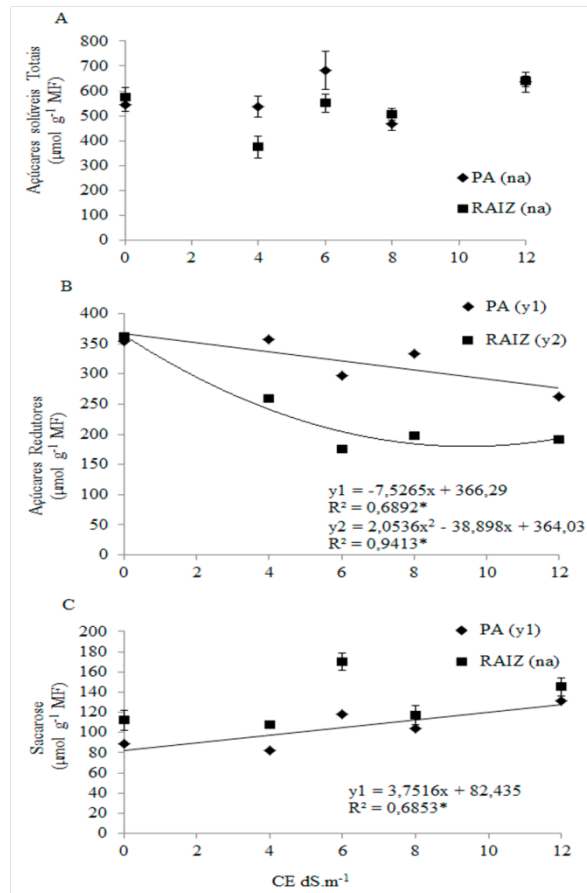 A
Açúcares solúveis Totais
(µmol g⁻¹ MF)
800
700
600
500
400
300
200
100
0
0 2 4 6 8 10 12
PA (na)
RAIZ (na)
B
Açúcares Redutores
(µmol g⁻¹ MF)
400
350
300
250
200
150
100
50
0
0 2 4 6 8 10 12
PA (y1)
RAIZ (y2)
y1 = -7,5265x + 366,29
R² = 0,6892*
y2 = 2,0536x² - 38,898x + 364,03
R² = 0,9413*
C
Sacarose
(µmol g⁻¹ MF)
200
180
160
140
120
100
80
60
40
20
0
0 2 4 6 8 10 12
PA (y1)
RAIZ (na)
y1 = 3,7516x + 82,435
R² = 0,6853*
CE dS.m⁻¹